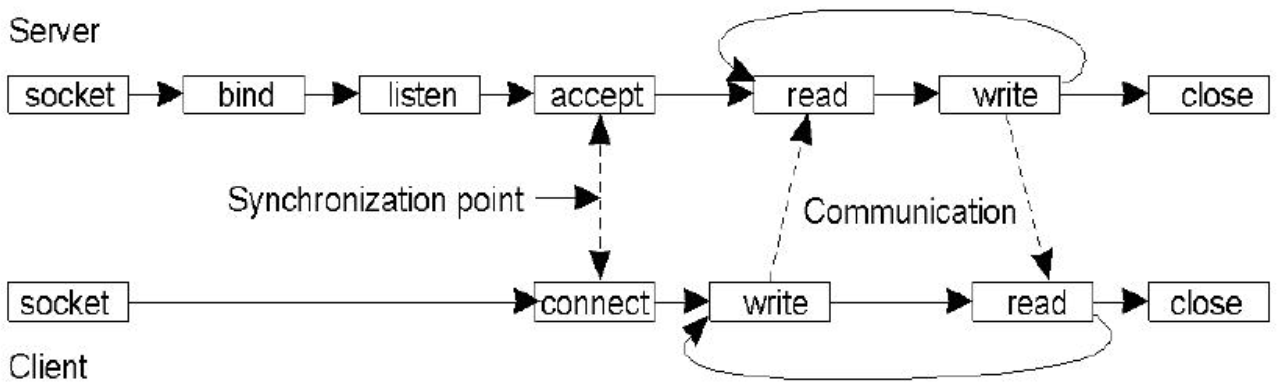 Server
socket bind listen accept read write close
Synchronization point
Communication
socket connect write read close
Client